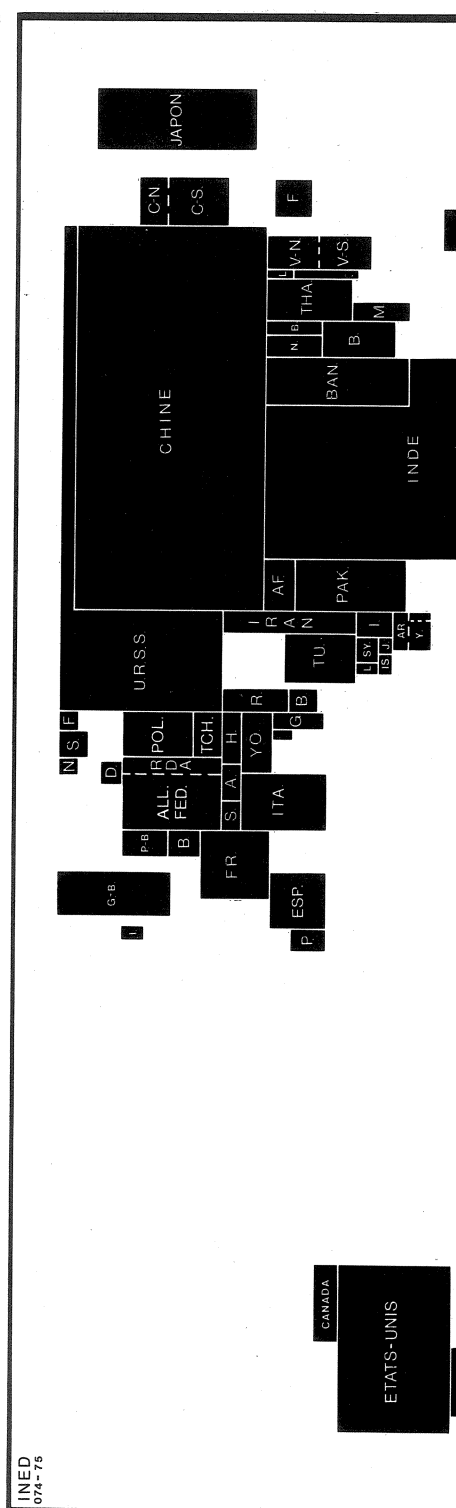 INED
074-75
CANADA
ETATS-UNIS
I.
G.-B.
P.
ESP.
P-B
B
FR.
N
S.
F
D.
ALL.
FED.
R
D
A
POL.
TCH.
S.
A.
H.
ITA.
YO.
G
R.
B
U.R.S.S.
TU.
IRAN
L
SY.
I.
IS
J.
AR
Y.
AF.
PAK.
CHINE
INDE
BAN.
N.
B.
B.
THA.
M
L
V-N.
V-S.
C-N.
C-S.
F
JAPON